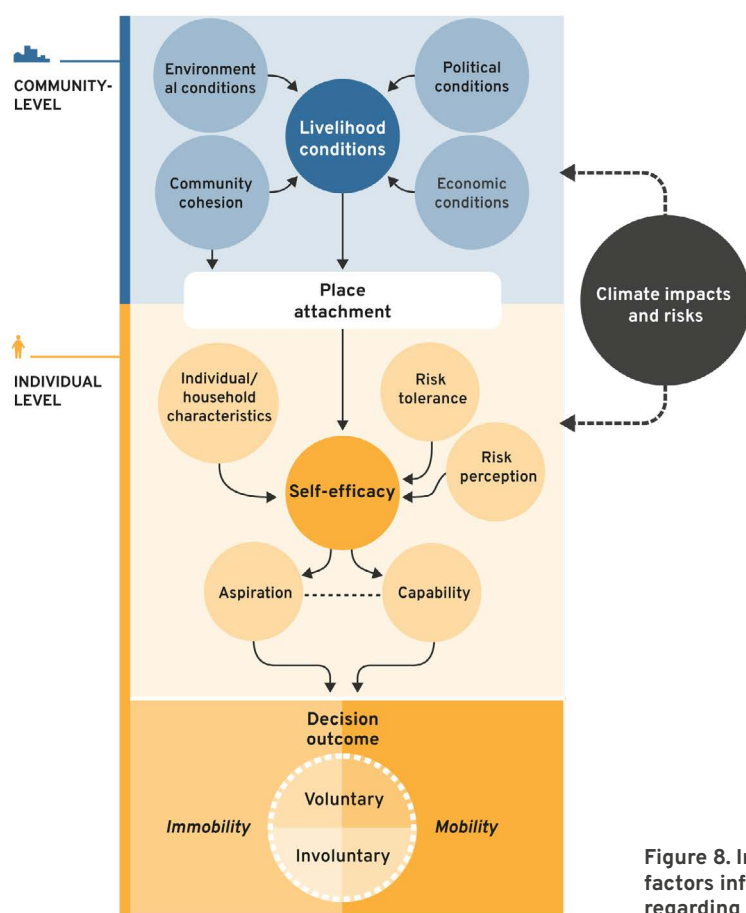 COMMUNITY-
LEVEL
Environment
al conditions
Political
conditions
Livelihood
conditions
Community
cohesion
Economic
conditions
Climate impacts
and risks
Place
attachment
INDIVIDUAL
LEVEL
Individual/
household
characteristics
Risk
tolerance
Risk
perception
Self-efficacy
Aspiration
Capability
Decision
outcome
Voluntary
Immobility
Mobility
Involuntary
Figure 8.
factors
regarding